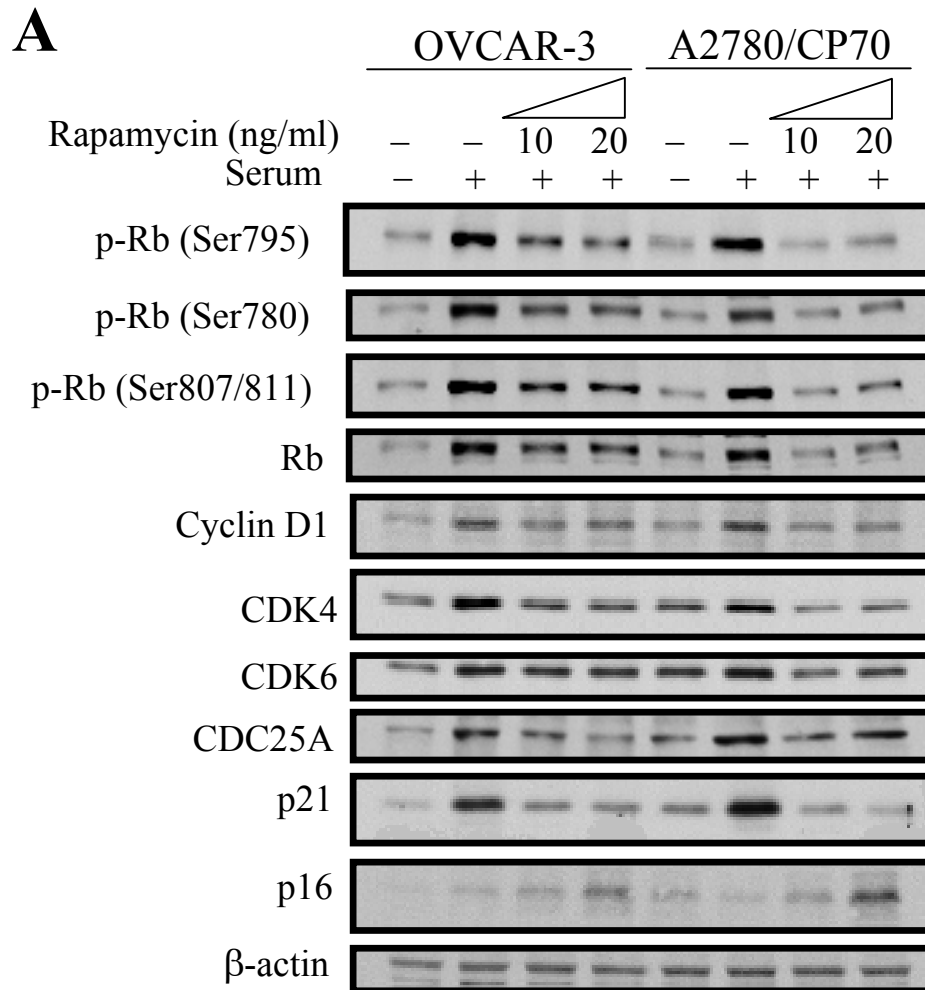 A
OVCAR-3 A2780/CP70
10 20 10 20
Rapamycin (ng/ml) – – – –
Serum – + + + – + + +
p-Rb (Ser795)
p-Rb (Ser780)
p-Rb (Ser807/811)
Rb
Cyclin D1
CDK4
CDK6
CDC25A
p21
p16
β-actin